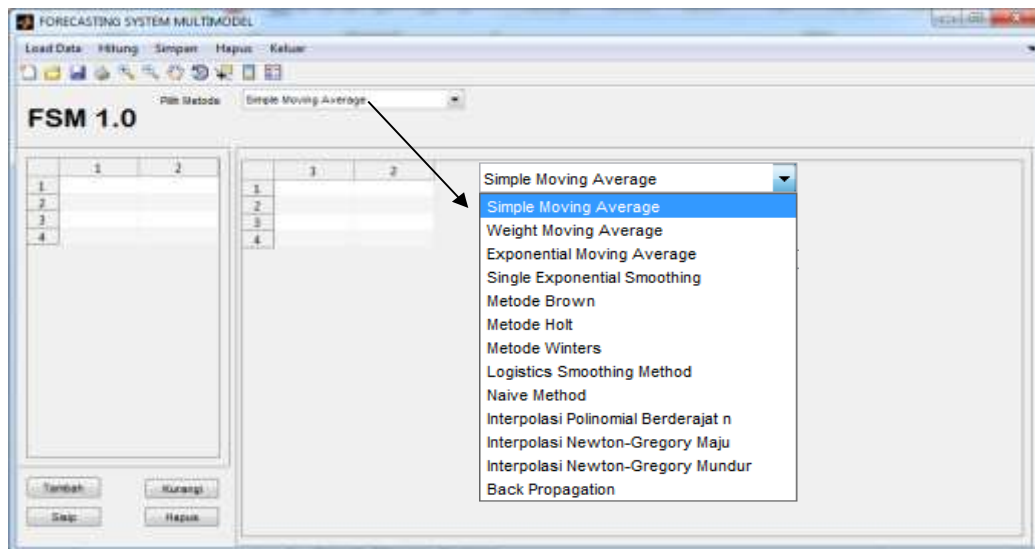 FORECASTING SYSTEM MULTIMODEL
Load Data Hitung Simpan Hapus Keluar
FSM 1.0
Pilih Metode
Simple Moving Average
1 2
1
2
3
4
1 2
1
2
3
4
Simple Moving Average
Simple Moving Average
Weight Moving Average
Exponential Moving Average
Single Exponential Smoothing
Metode Brown
Metode Holt
Metode Winters
Logistics Smoothing Method
Naive Method
Interpolasi Polinomial Berderajat n
Interpolasi Newton-Gregory Maju
Interpolasi Newton-Gregory Mundur
Back Propagation
Tambah Kurangi
Sisip Hapus